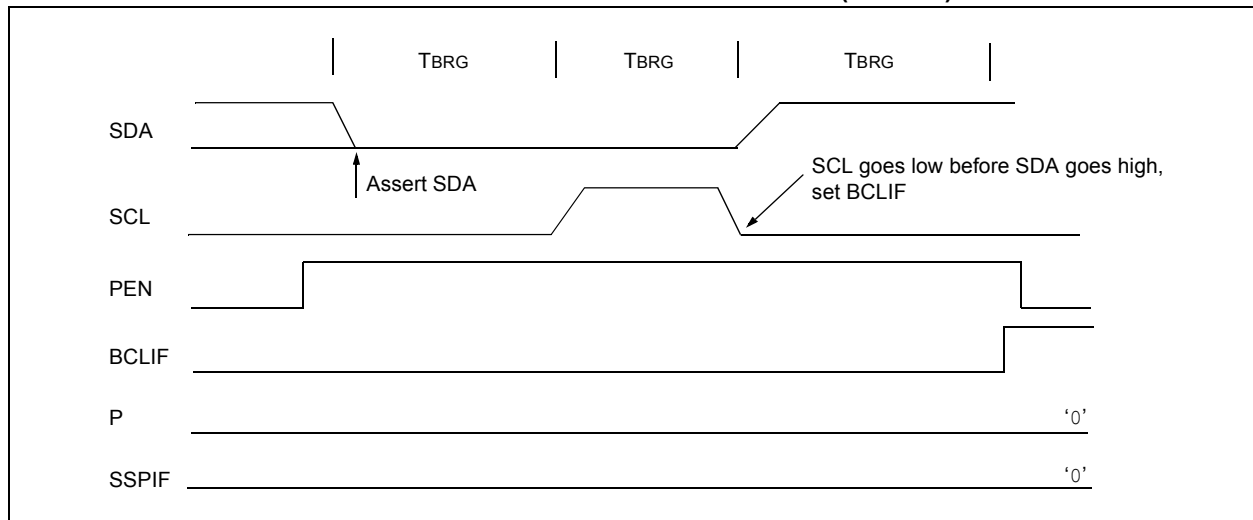 TBRG TBRG TBRG
SDA
Assert SDA
SCL goes low before SDA goes high,
set BCLIF
SCL
PEN
BCLIF
P
'0'
SSPIF
'0'